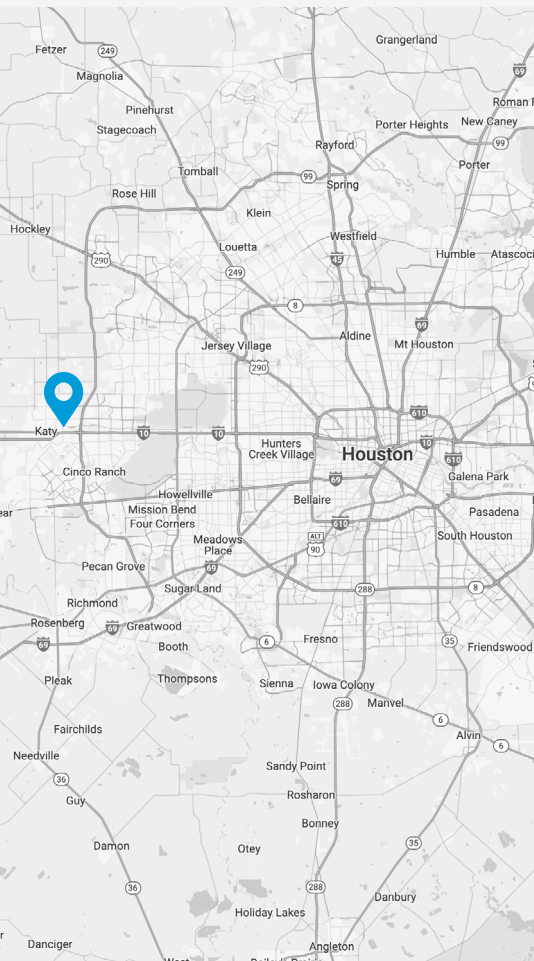 Grangerland
Fetzer
249
69
Magnolia
Roman F
Pinehurst
Porter Heights
New Caney
Stagecoach
99
Rayford
Porter
Tomball
99
Spring
Rose Hill
Klein
Hockley
Westfield
Louetta
Humble
Atascoci
290
45
249
8
69
Aldine
Jersey Village
Mt Houston
290
610
Katy
10
10
10
Hunters
Creek Village
Houston
610
Cinco Ranch
Galena Park
69
Howellville
Bellaire
Mission Bend
ear
Pasadena
Four Corners
610
ALT
90
South Houston
Meadows
Place
Pecan Grove
69
Sugar Land
288
8
Richmond
Rosenberg
69
Greatwood
69
6
Fresno
35
Booth
Friendswood
Pleak
Thompsons
Sienna
Iowa Colony
288
Manvel
6
Fairchilds
Alvin
6
Needville
Sandy Point
36
Rosharon
Guy
Bonney
Damon
Otey
35
36
288
Danbury
Holiday Lakes
r
Danciger
Angleton